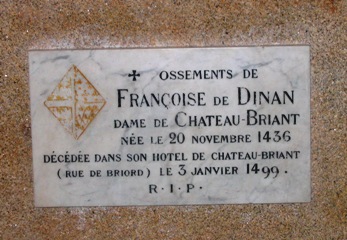 ✝ OSSEMENTS DE
FRANÇOISE DE DINAN
DAME DE CHATEAU-BRIANT
NÉE LE 20 NOVEMBRE 1436
DÉCÉDÉE DANS SON HOTEL DE CHATEAU-BRIANT
(RUE DE BRIORD) LE 3 JANVIER 1499.
R·I·P·